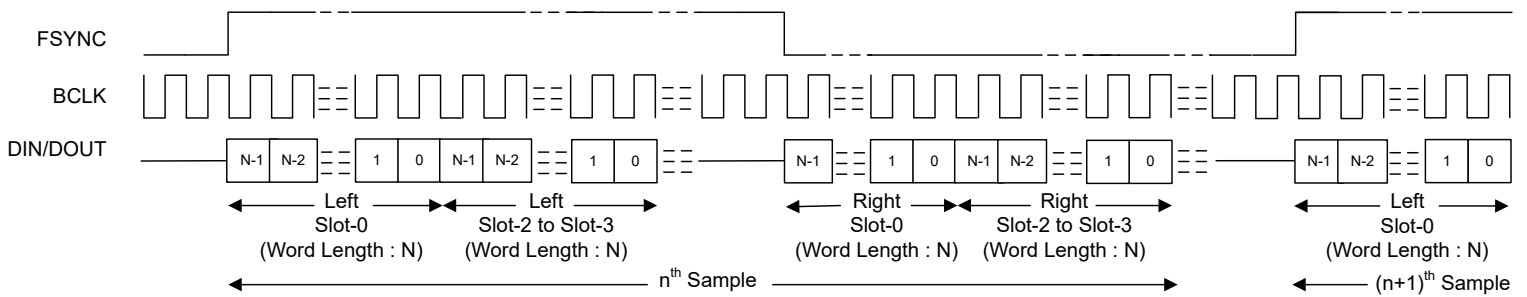 FSYNC
BCLK
DIN/DOUT
N-1 N-2 1 0 N-1 N-2 1 0 N-1 1 0 N-1 N-2 1 0 N-1 N-2 1 0
Left Left Right Right Left
Slot-0 Slot-2 to Slot-3 Slot-0 Slot-2 to Slot-3 Slot-0
(Word Length : N) (Word Length : N) (Word Length : N) (Word Length : N) (Word Length : N)
nth Sample (n+1)th Sample